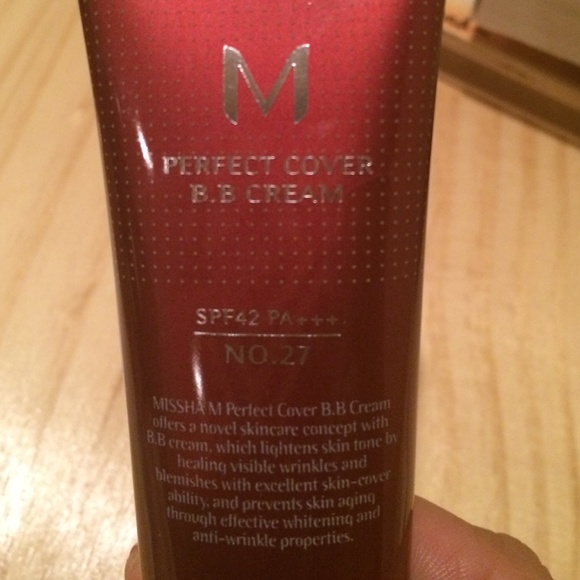 M
PERFECT COVER
B.B CREAM
SPF42 PA+++.
NO.27
MISSHA M Perfect Cover B.B Cream
offers a novel skincare concept with
B.B cream, which lightens skin tone by
healing visible wrinkles and
blemishes with excellent skin-cover
ability, and prevents skin aging
through effective whitening and
anti-wrinkle properties.